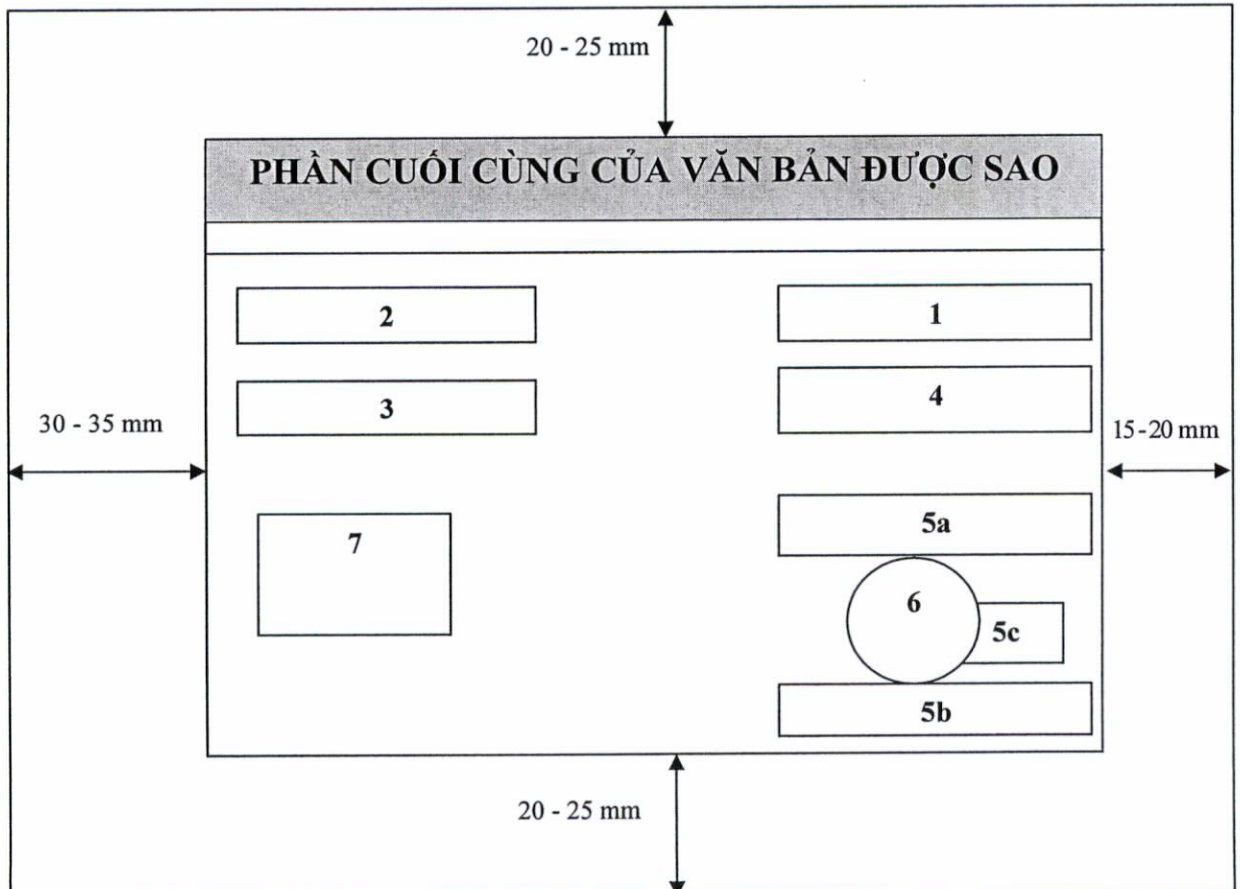 20 - 25 mm
PHẦN CUỐI CÙNG CỦA VĂN BẢN ĐƯỢC SAO
2
1
3
4
30 - 35 mm
15-20 mm
5a
7
6
5c
5b
20 - 25 mm